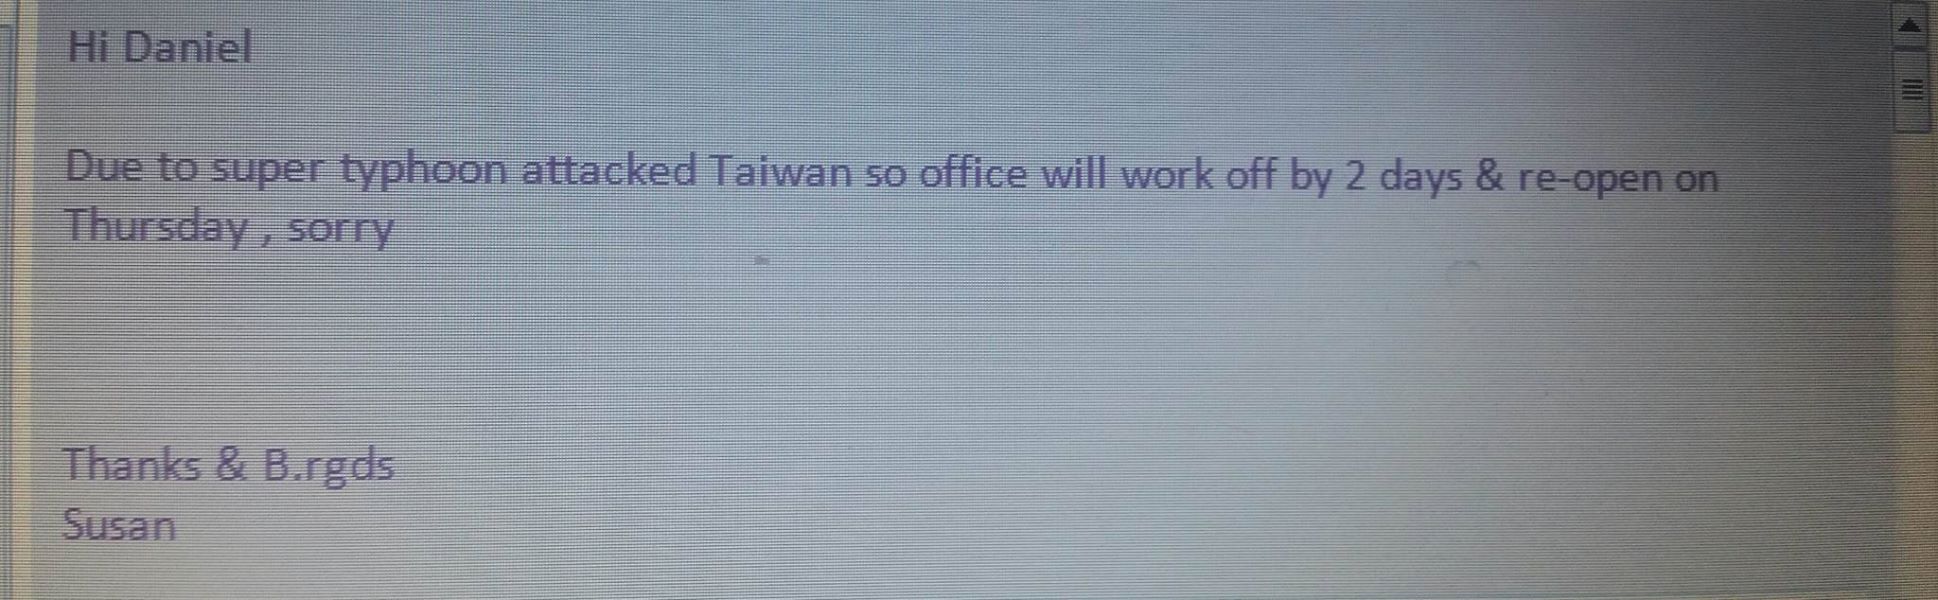 Hi Daniel
Due to super typhoon attacked Taiwan so office will work off by 2 days & re-open on
Thursday , sorry
Thanks & B.rgds
Susan